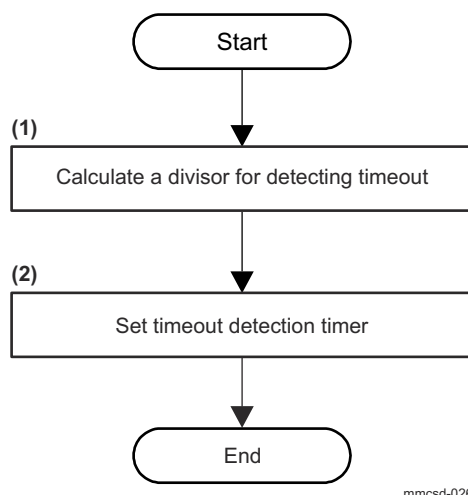 Start
(1)
Calculate a divisor for detecting timeout
(2)
Set timeout detection timer
End